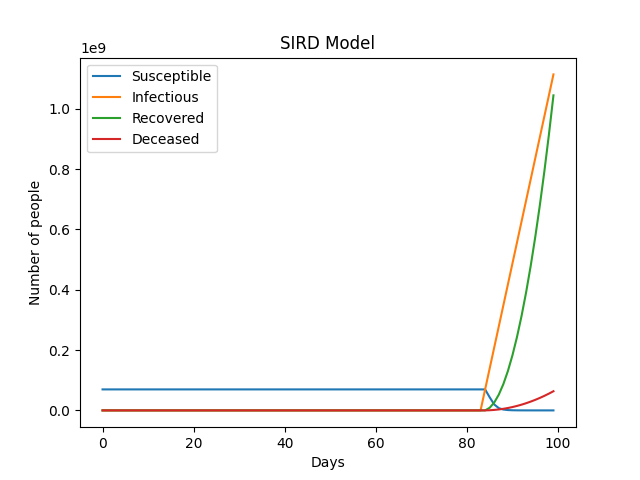 SIRD Model
1e9
Susceptible
Infectious
Recovered
Deceased
Number of people
1.0
0.8
0.6
0.4
0.2
0.0
0 20 40 60 80 100
Days